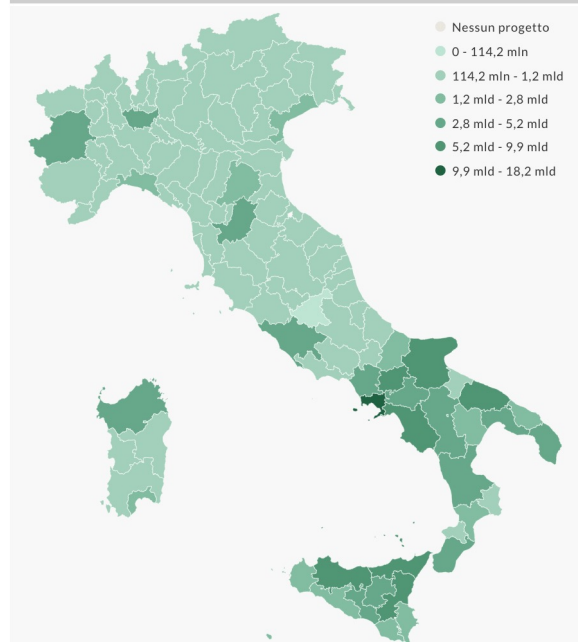 Nessun progetto
0 - 114,2 mln
114,2 mln - 1,2 mld
1,2 mld - 2,8 mld
2,8 mld - 5,2 mld
5,2 mld - 9,9 mld
9,9 mld - 18,2 mld